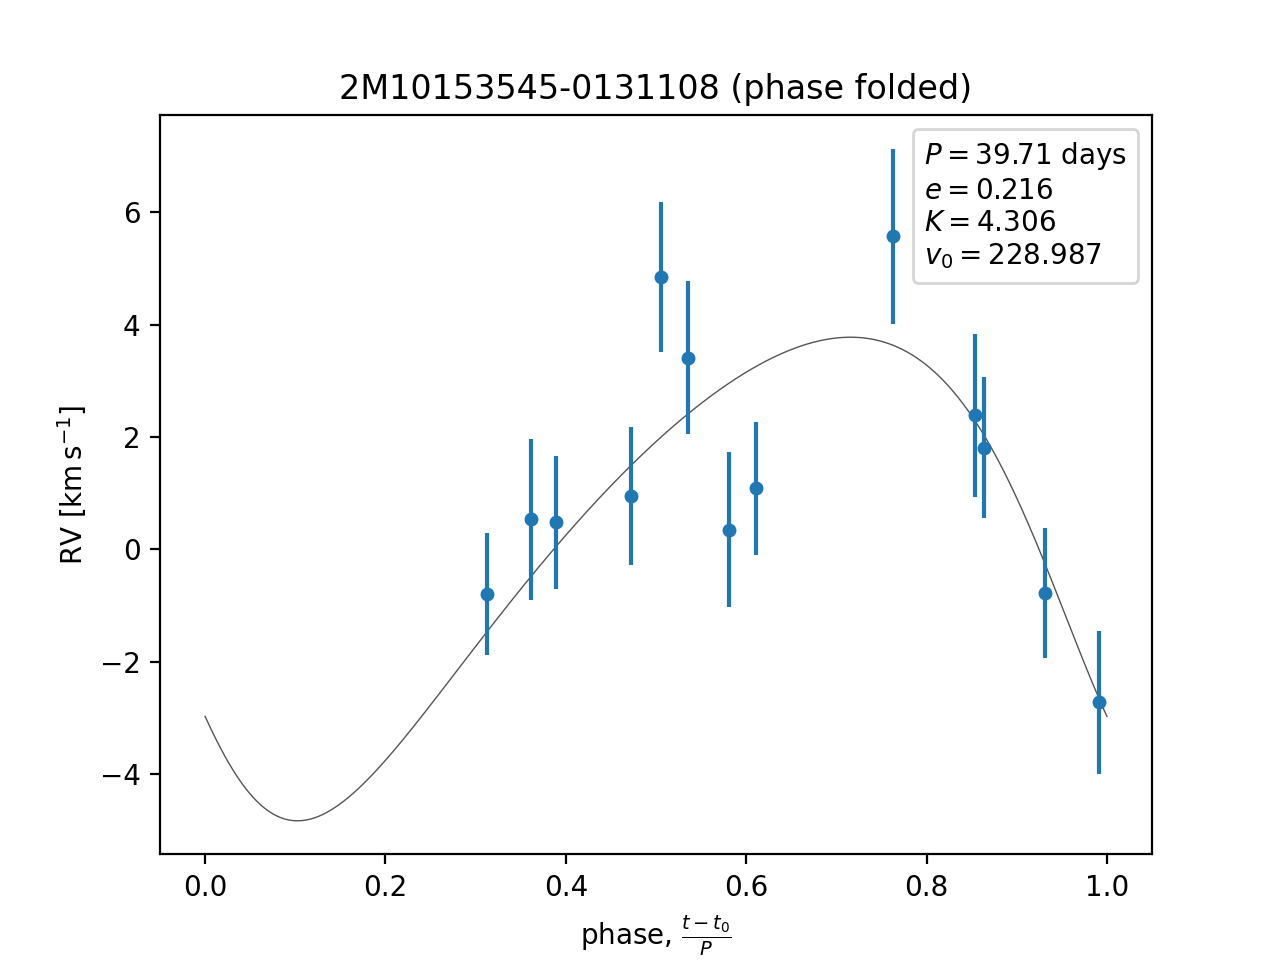 2M10153545-0131108 (phase folded)
P = 39.71 days
e = 0.216
K = 4.306
v₀ = 228.987
RV [km s⁻¹]
6
4
2
0
−2
−4
0.0 0.2 0.4 0.6 0.8 1.0
phase, (t − t₀)/P